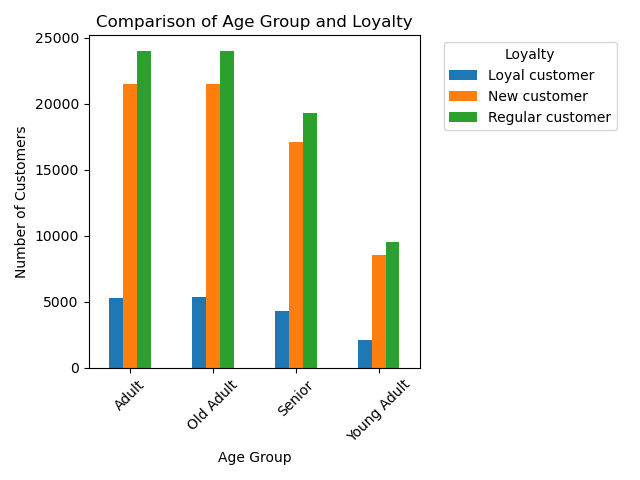 Comparison of Age Group and Loyalty
Number of Customers
25000
20000
15000
10000
5000
0
Adult
Old Adult
Senior
Young Adult
Age Group
Loyalty
Loyal customer
New customer
Regular customer